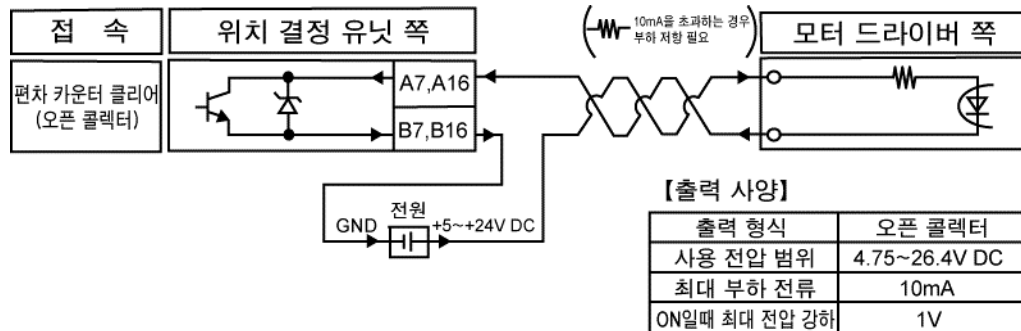 접 속
위치 결정 유닛 쪽
10mA을 초과하는 경우
부하 저항 필요
모터 드라이버 쪽
편차 카운터 클리어
(오픈 콜렉터)
A7,A16
B7,B16
전원
GND
+5~+24V DC
【출력 사양】
출력 형식 오픈 콜렉터
사용 전압 범위 4.75~26.4V DC
최대 부하 전류 10mA
ON일때 최대 전압 강하 1V